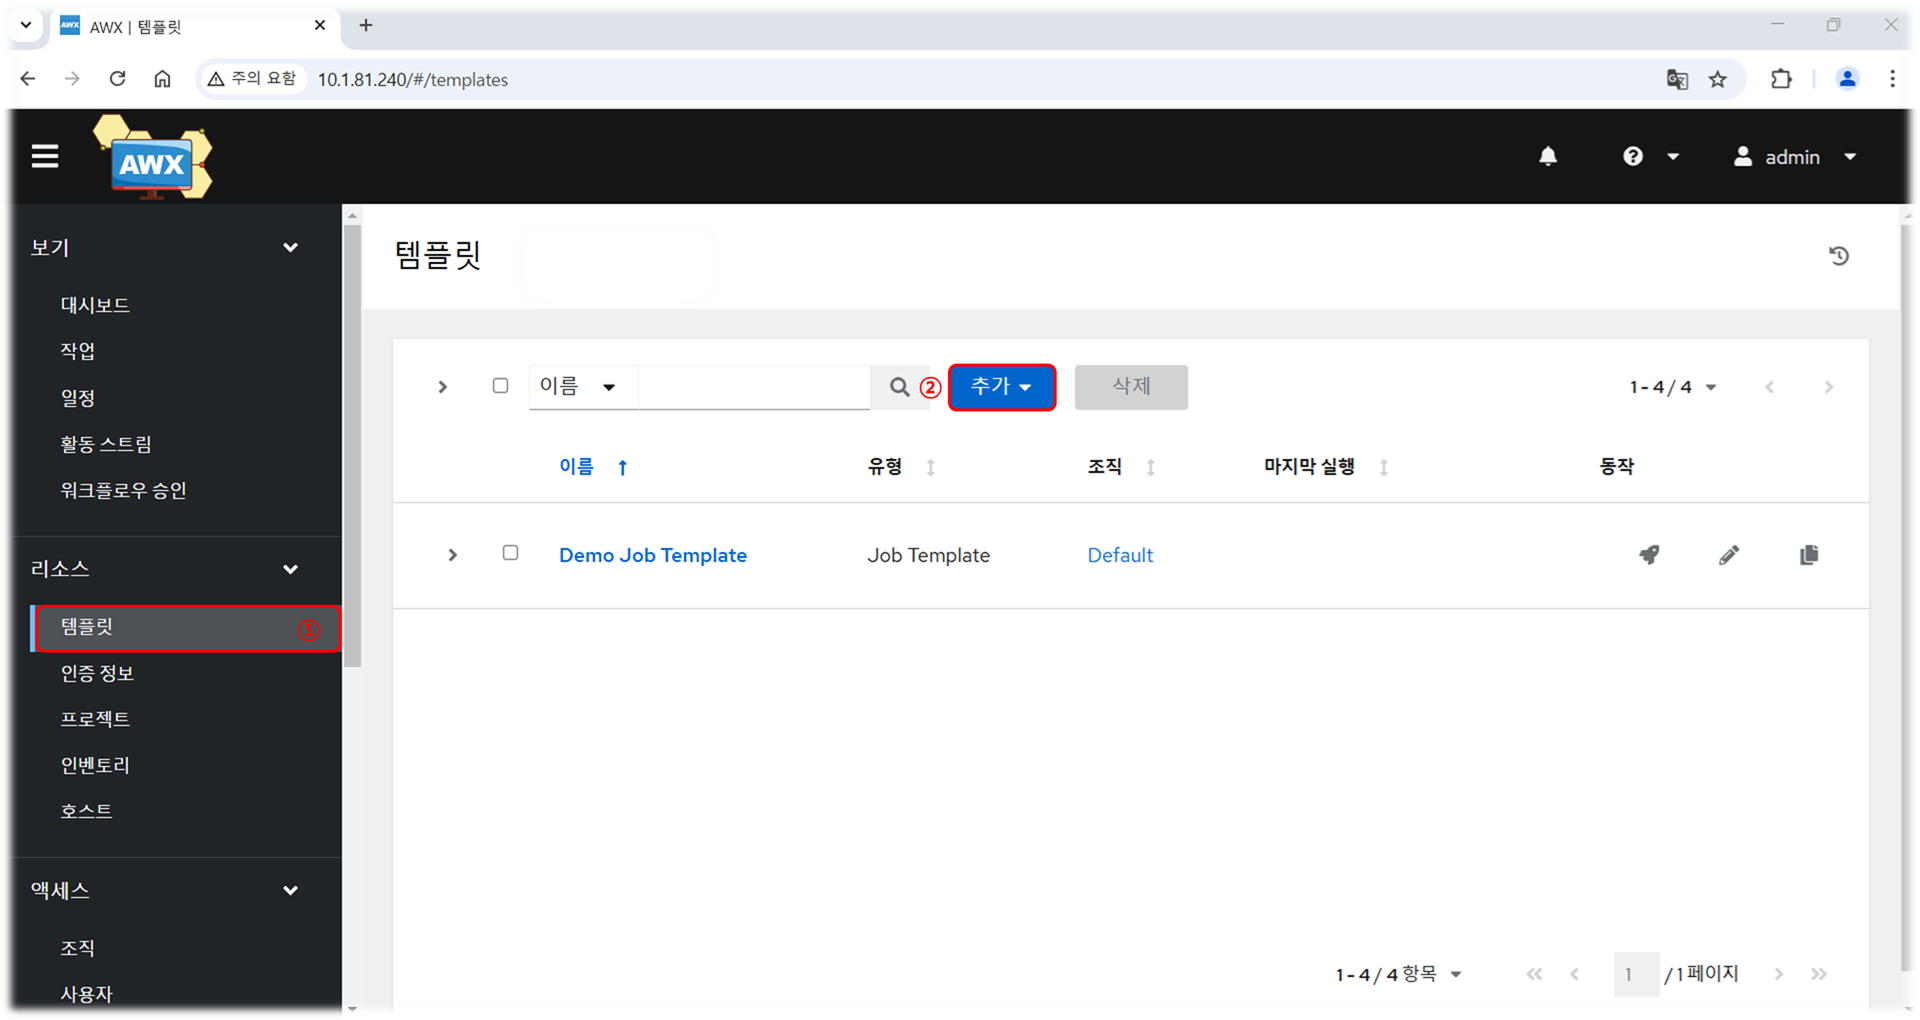 AWX | 템플릿
주의 요함 10.1.81.240/#/templates
AWX
admin
보기
대시보드
작업
일정
활동 스트림
워크플로우 승인
리소스
템플릿 ①
인증 정보
프로젝트
인벤토리
호스트
액세스
조직
사용자
템플릿
이름 ② 추가 삭제 1 - 4 / 4
이름 유형 조직 마지막 실행 동작
Demo Job Template Job Template Default
1 - 4 / 4 항목 1 / 1 페이지